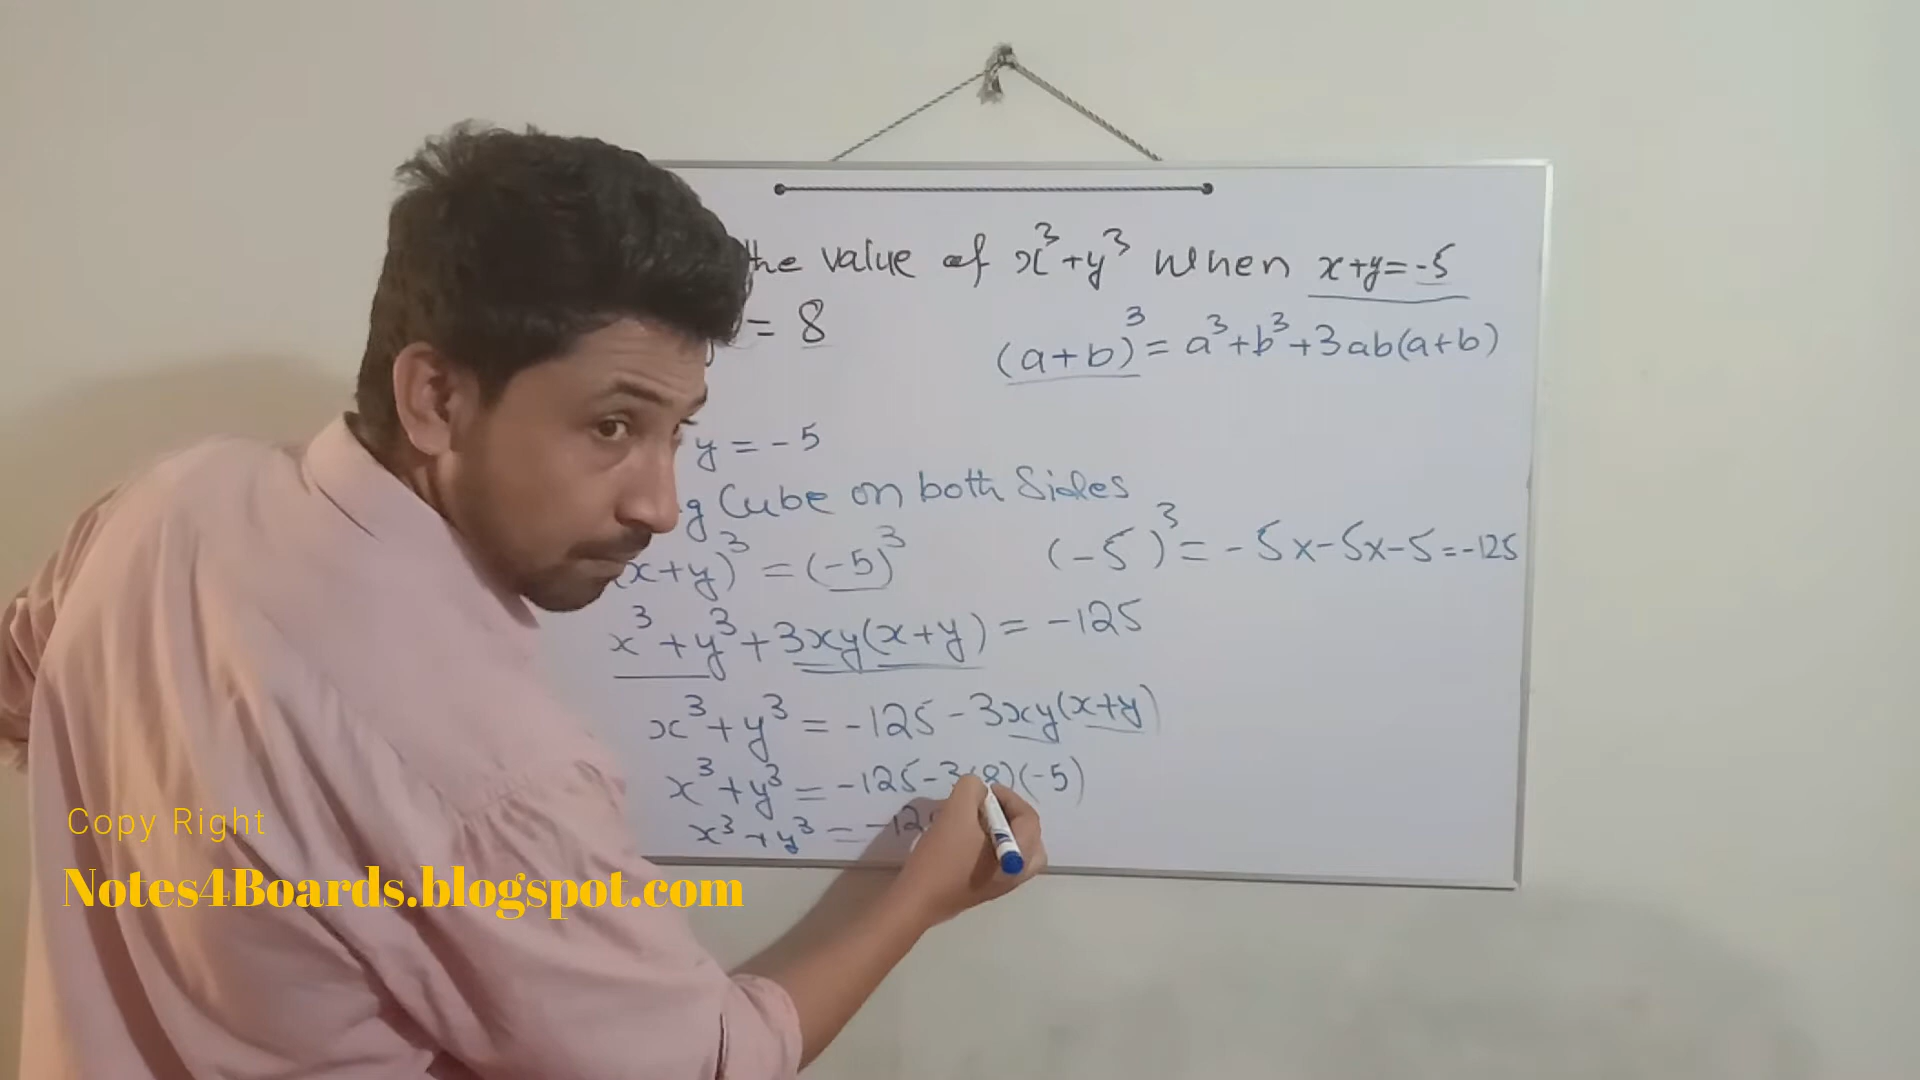 the value of x³+y³ when x+y=-5
= 8
(a+b)³ = a³+b³+3ab(a+b)
y = -5
g Cube on both Sides
(x+y)³ = (-5)³
(-5)³ = -5x-5x-5=-125
x³+y³+3xy(x+y) = -125
x³+y³ = -125-3xy(x+y)
x³+y³ = -125-3(8)(-5)
x³+y³ = -12
Copy Right
Notes4Boards.blogspot.com